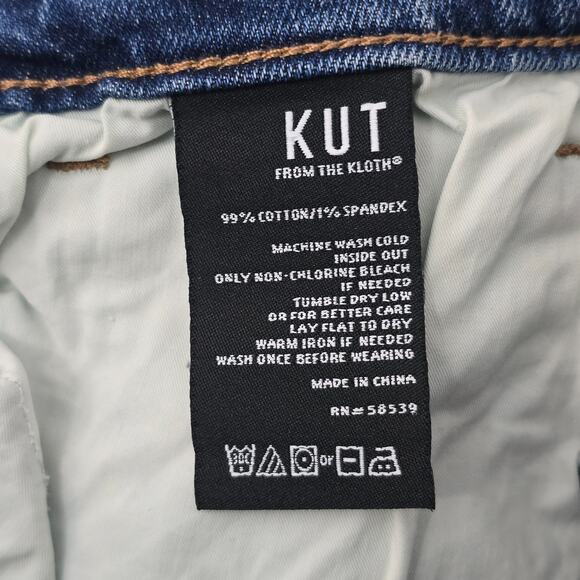 KUT
FROM THE KLOTH®
99% COTTON/1% SPANDEX
MACHINE WASH COLD
INSIDE OUT
ONLY NON-CHLORINE BLEACH
IF NEEDED
TUMBLE DRY LOW
OR FOR BETTER CARE
LAY FLAT TO DRY
WARM IRON IF NEEDED
WASH ONCE BEFORE WEARING
MADE IN CHINA
RN# 58539
30C or